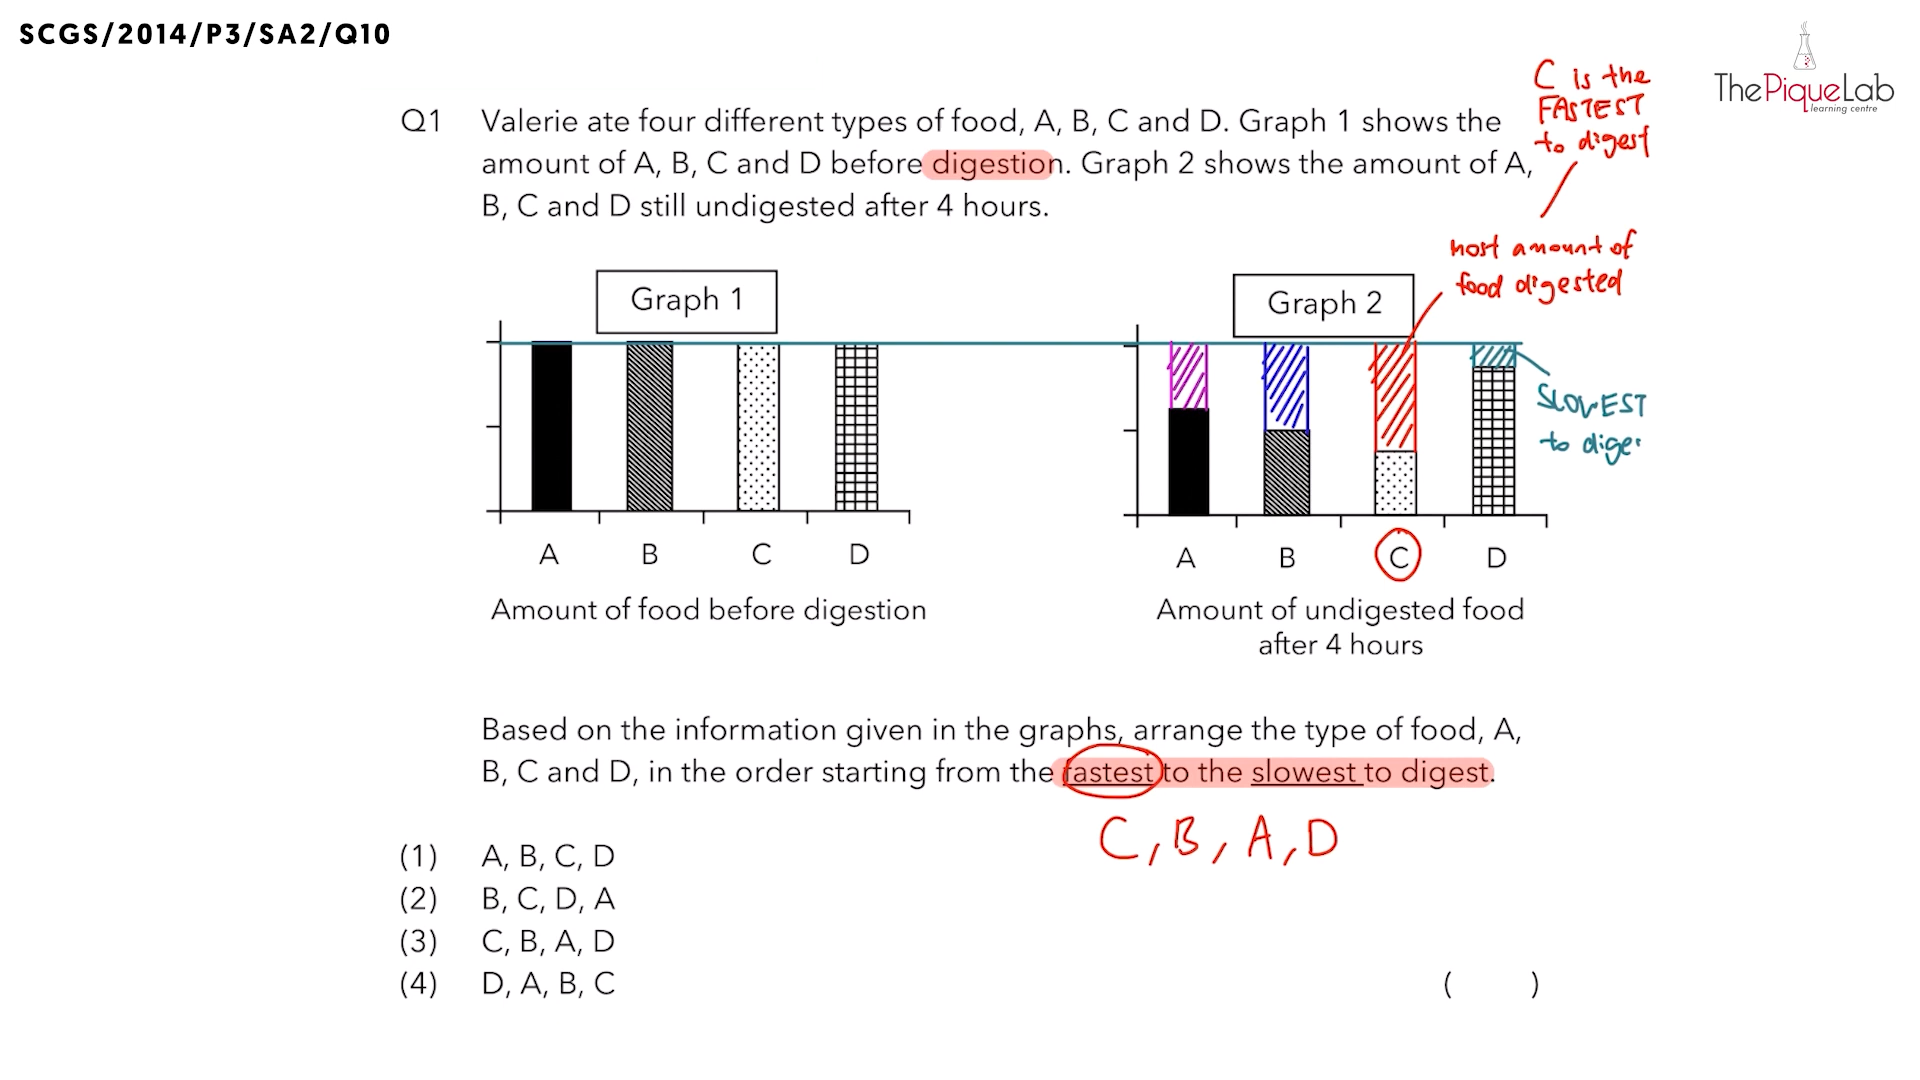 SCGS/2014/P3/SA2/Q10
ThePiqueLab
learning centre
C is the
FASTEST
to digest
Q1 Valerie ate four different types of food, A, B, C and D. Graph 1 shows the
amount of A, B, C and D before digestion. Graph 2 shows the amount of A,
B, C and D still undigested after 4 hours.
most amount of
food digested
Graph 1
Graph 2
SLOWEST
to diges
A B C D
A B C D
Amount of food before digestion
Amount of undigested food
after 4 hours
Based on the information given in the graphs, arrange the type of food, A,
B, C and D, in the order starting from the fastest to the slowest to digest.
C, B, A, D
(1) A, B, C, D
(2) B, C, D, A
(3) C, B, A, D
(4) D, A, B, C
( )